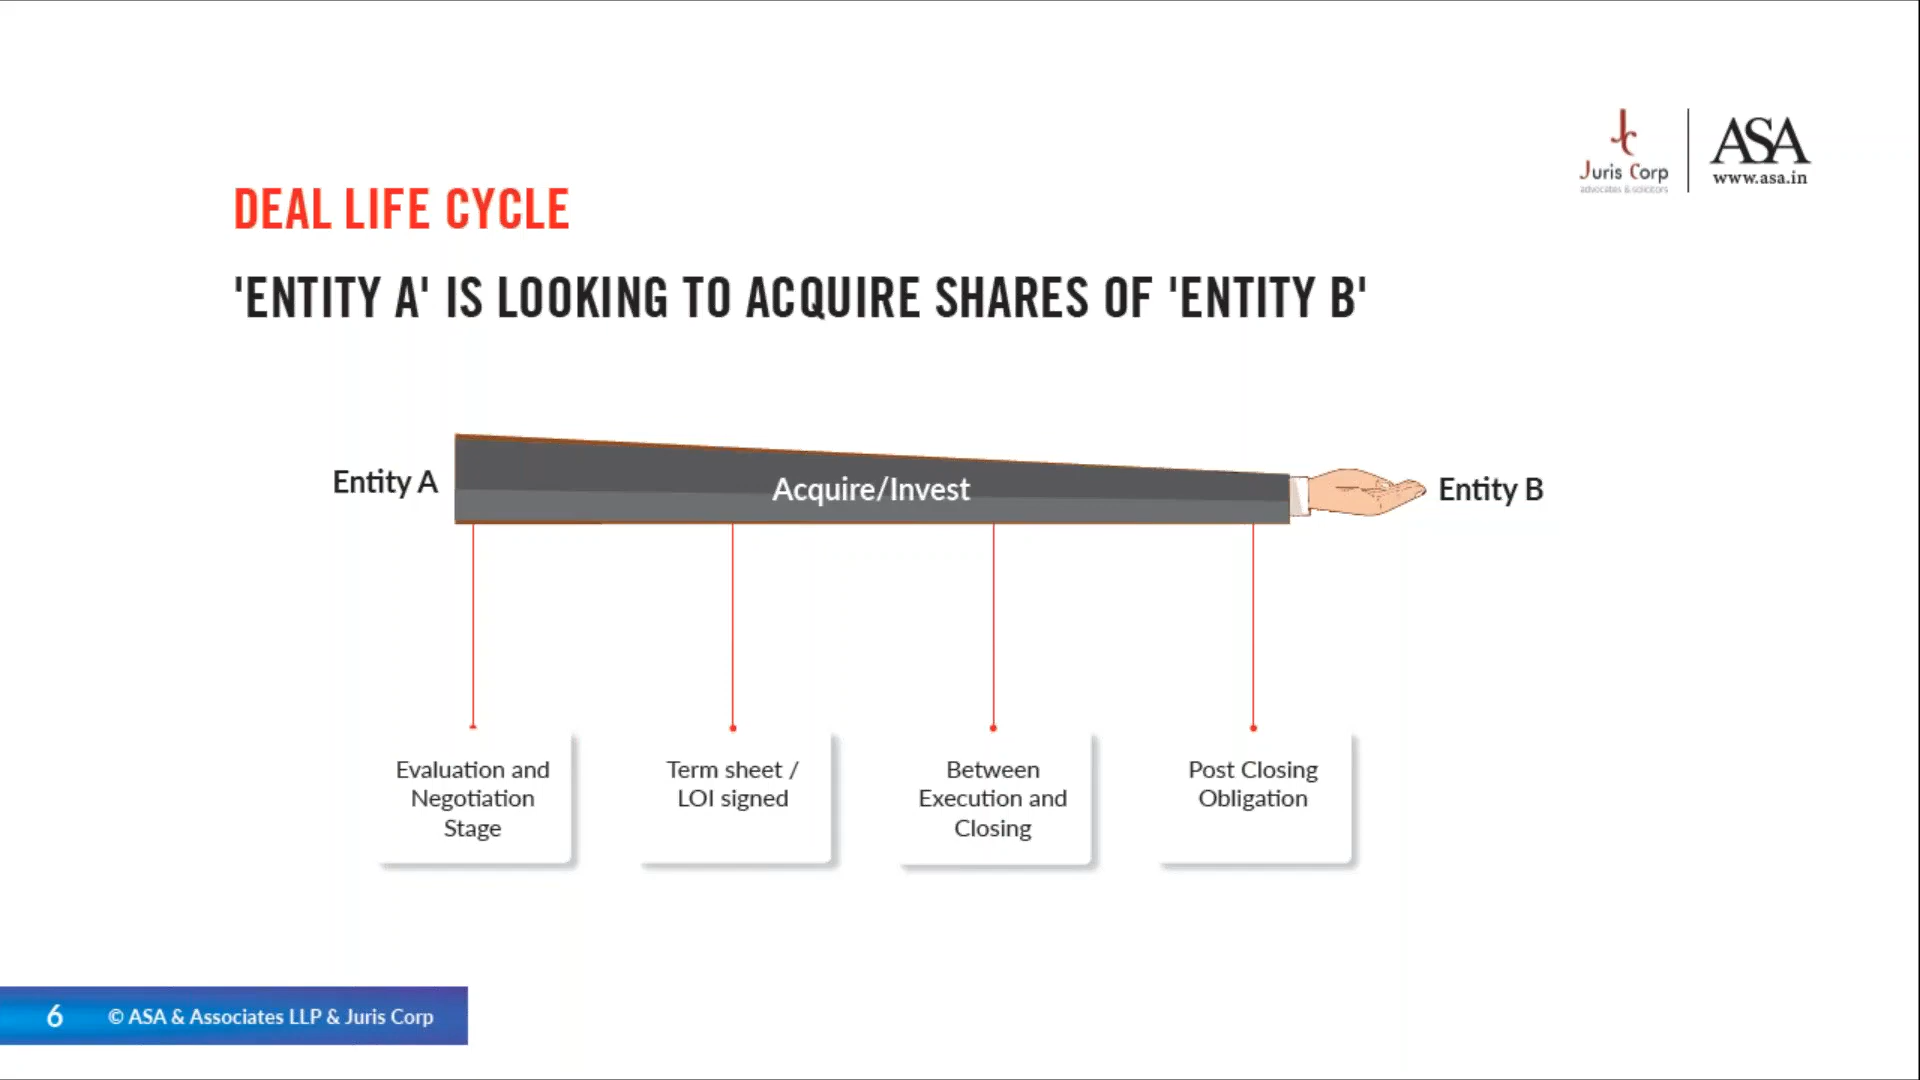 Juris Corp
advocates & solicitors
ASA
www.asa.in
DEAL LIFE CYCLE
'ENTITY A' IS LOOKING TO ACQUIRE SHARES OF 'ENTITY B'
Entity A
Acquire/Invest
Entity B
Evaluation and
Negotiation
Stage
Term sheet /
LOI signed
Between
Execution and
Closing
Post Closing
Obligation
6
© ASA & Associates LLP & Juris Corp